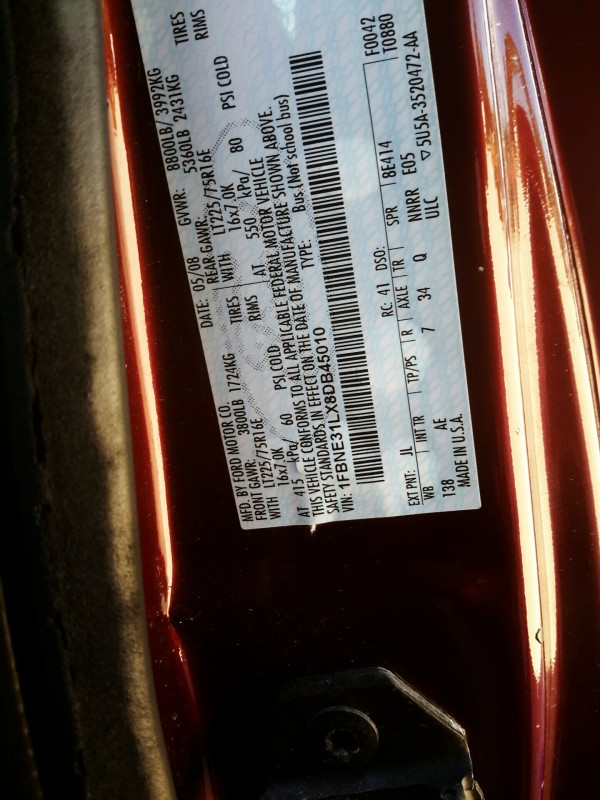 MFD. BY FORD MOTOR CO.
DATE: 05/08 GVWR: 8800LB/ 3992KG
FRONT GAWR: 3800LB 1724KG REAR GAWR: 5360LB 2431KG
WITH LT225/75R16E TIRES WITH LT225/75R16E TIRES
16x7.0K RIMS 16x7.0K RIMS
AT 415 kPa/ 60 PSI COLD AT 550 kPa/ 80 PSI COLD
THIS VEHICLE CONFORMS TO ALL APPLICABLE FEDERAL MOTOR VEHICLE
SAFETY STANDARDS IN EFFECT ON THE DATE OF MANUFACTURE SHOWN ABOVE.
VIN: 1FBNE31LX8DB45010 TYPE: Bus (Not school bus)
F0042
T0880
EXT PNT: JL RC: 41 DSO: 8E414
WB INT TR TP/PS R AXLE TR SPR
138 AE 7 34 Q NNRR E05
MADE IN U.S.A. ULC ▽5U5A-3520472-AA